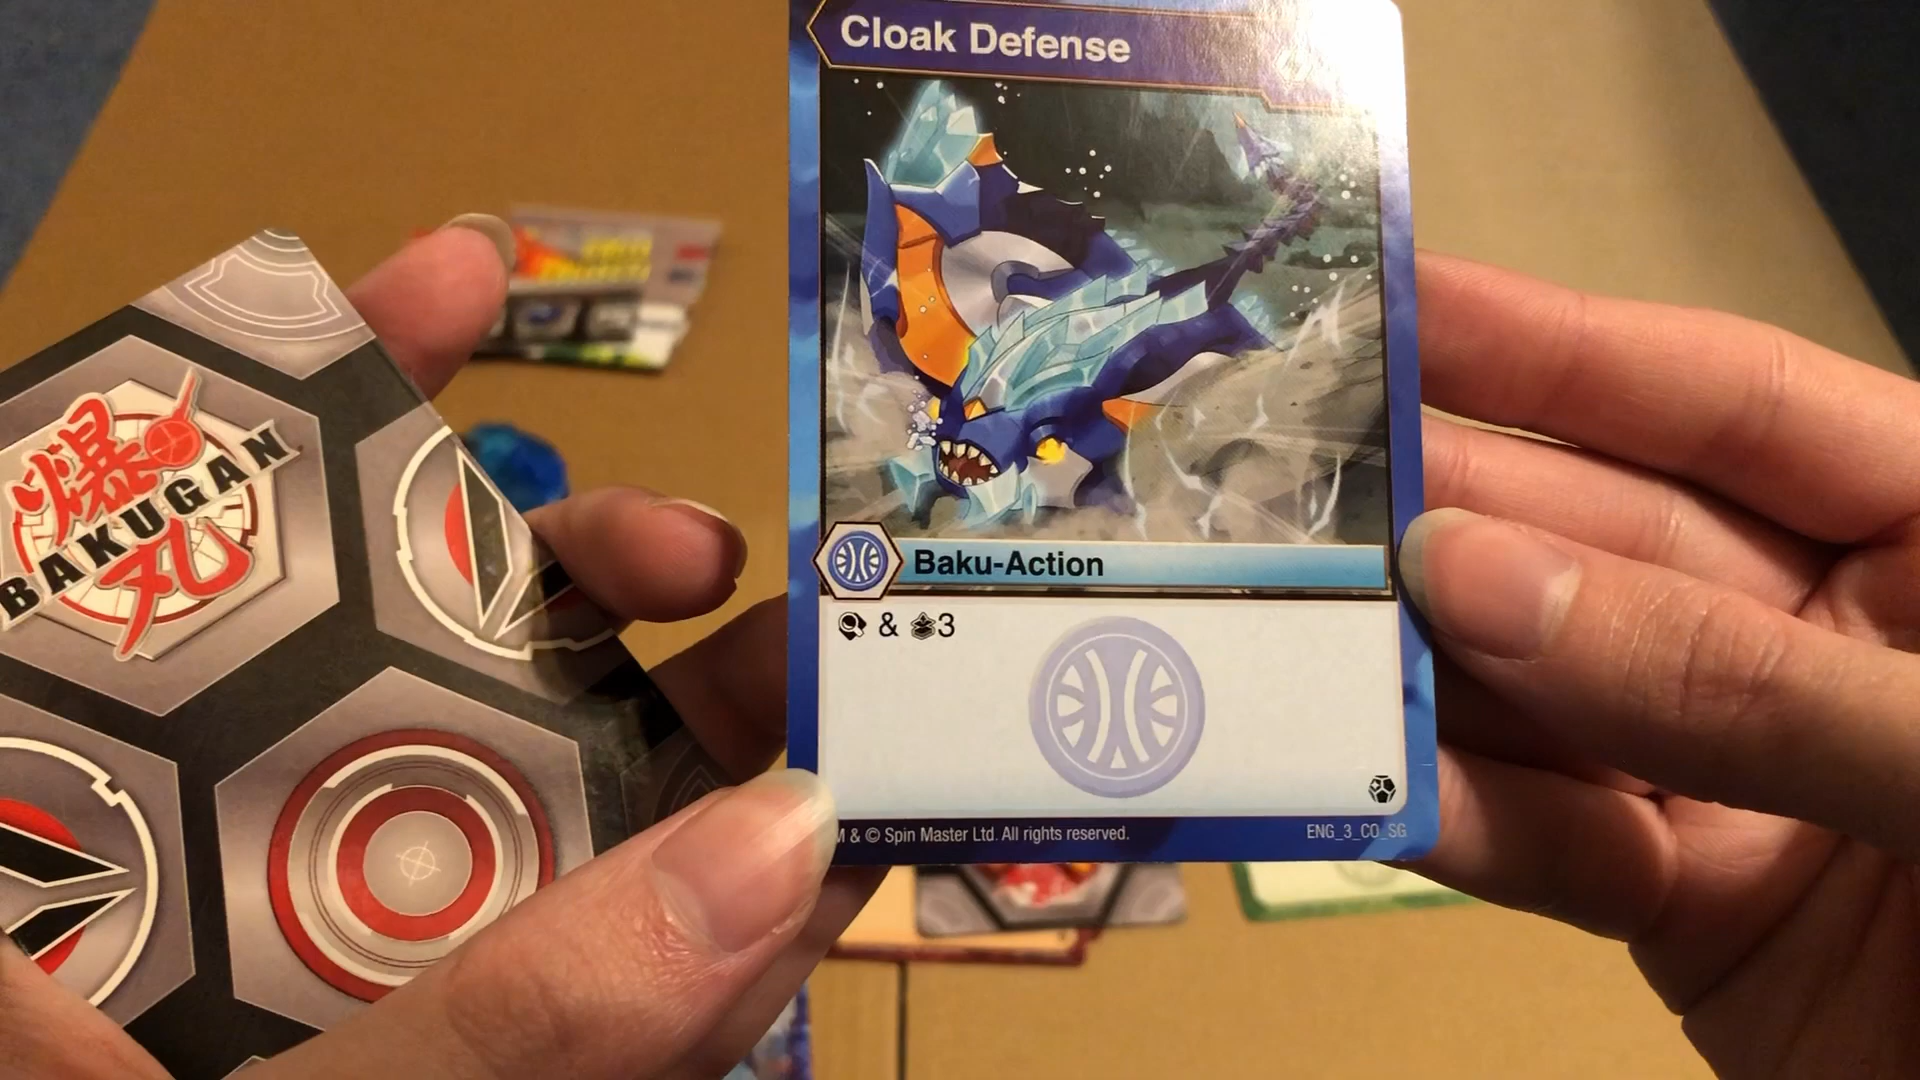 Cloak Defense
Baku-Action
& 3
& © Spin Master Ltd. All rights reserved.
ENG_3_CO_SG
爆
BAKUGAN
丸